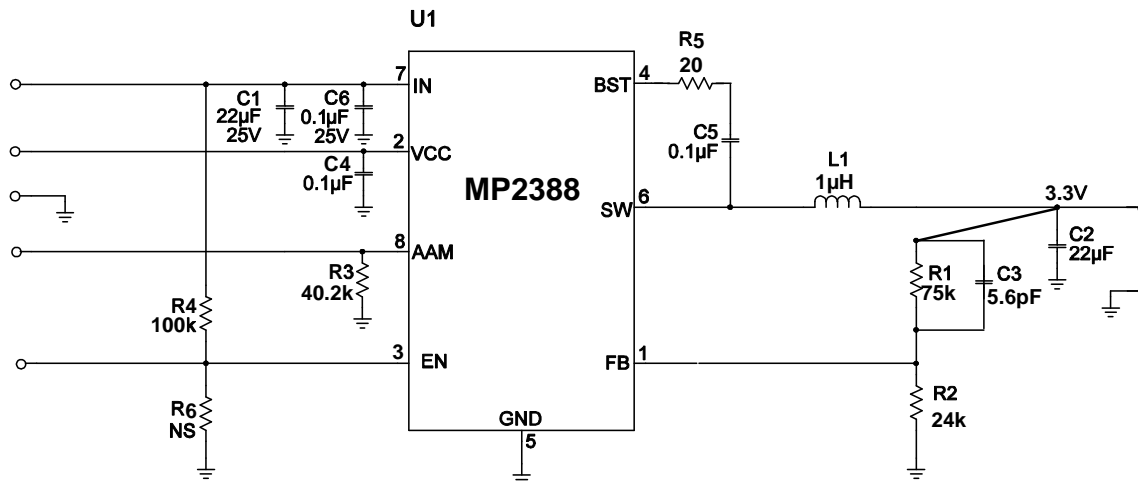 U1
R5
20
7
IN
BST
4
C1
22µF
25V
C6
0.1µF
25V
2
VCC
C5
0.1µF
C4
0.1µF
MP2388
L1
1µH
SW
6
3.3V
8
AAM
C2
22µF
R3
40.2k
R1
75k
C3
5.6pF
R4
100k
3
EN
FB
1
R6
NS
R2
24k
GND
5